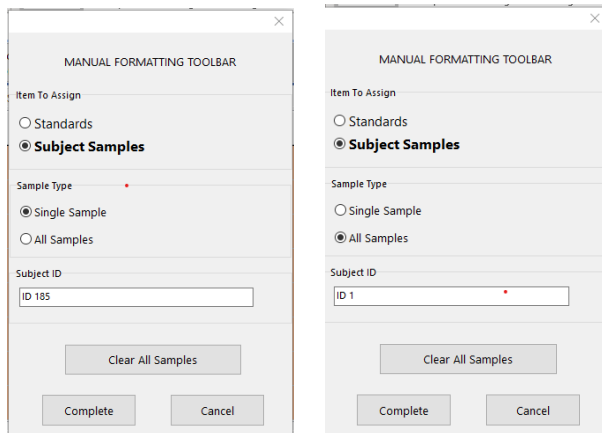 MANUAL FORMATTING TOOLBAR
Item To Assign
Standards
Subject Samples
Sample Type
Single Sample
All Samples
Subject ID
ID 185
Clear All Samples
Complete Cancel
MANUAL FORMATTING TOOLBAR
Item To Assign
Standards
Subject Samples
Sample Type
Single Sample
All Samples
Subject ID
ID 1
Clear All Samples
Complete Cancel